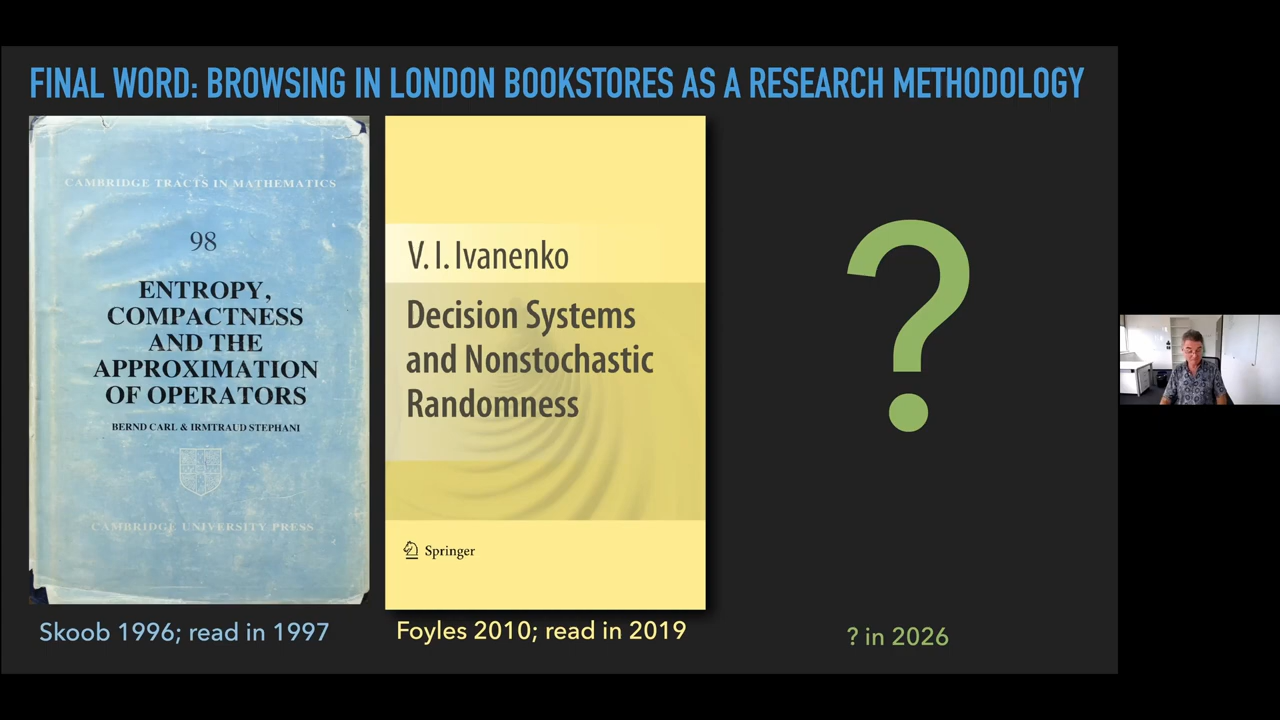 FINAL WORD: BROWSING IN LONDON BOOKSTORES AS A RESEARCH METHODOLOGY
CAMBRIDGE TRACTS IN MATHEMATICS
98
ENTROPY,
COMPACTNESS
AND THE
APPROXIMATION
OF OPERATORS
BERND CARL & IRMTRAUD STEPHANI
CAMBRIDGE UNIVERSITY PRESS
Skoob 1996; read in 1997
V. I. Ivanenko
Decision Systems
and Nonstochastic
Randomness
Springer
Foyles 2010; read in 2019
?
? in 2026